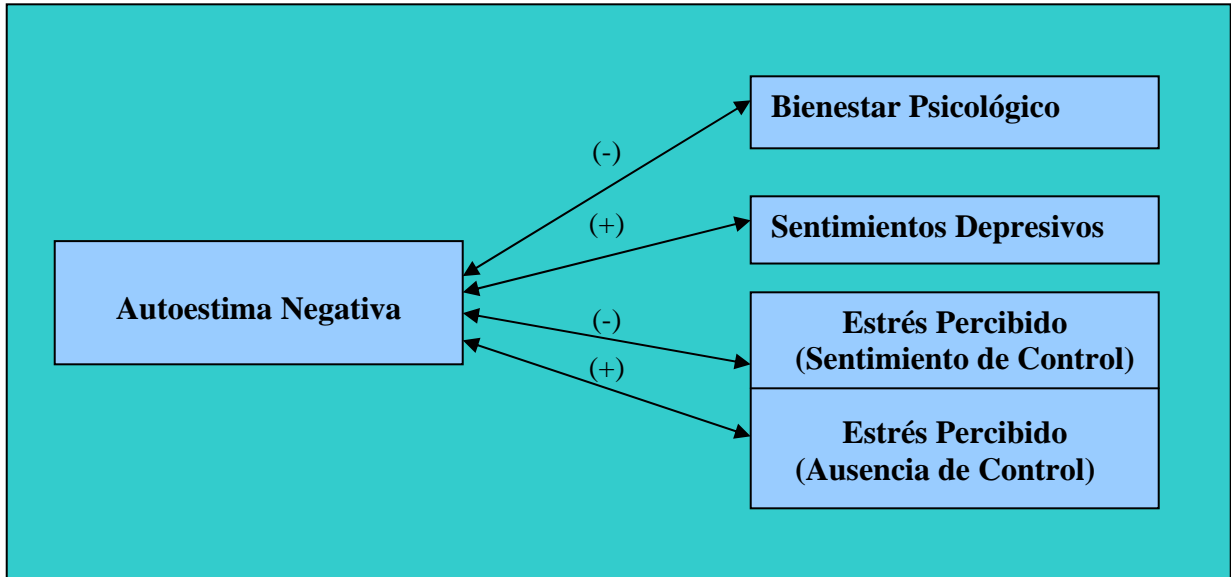 Bienestar Psicológico
(-)
Sentimientos Depresivos
(+)
Autoestima Negativa
Estrés Percibido
(Sentimiento de Control)
(-)
(+)
Estrés Percibido
(Ausencia de Control)